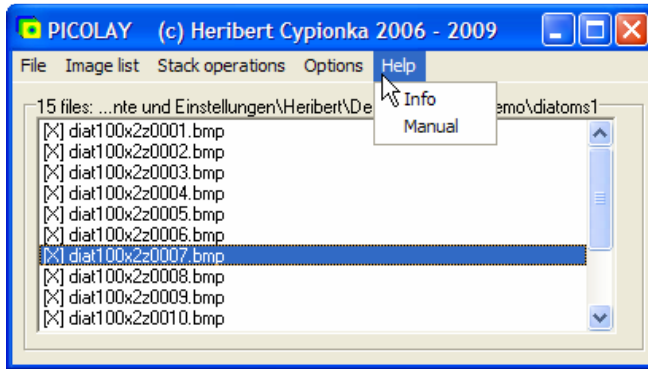 PICOLAY (c) Heribert Cypionka 2006 - 2009
File Image list Stack operations Options Help
Info
Manual
15 files: ...nte und Einstellungen\Heribert\De emo\diatoms1
[X] diat100x2z0001.bmp
[X] diat100x2z0002.bmp
[X] diat100x2z0003.bmp
[X] diat100x2z0004.bmp
[X] diat100x2z0005.bmp
[X] diat100x2z0006.bmp
[X] diat100x2z0007.bmp
[X] diat100x2z0008.bmp
[X] diat100x2z0009.bmp
[X] diat100x2z0010.bmp